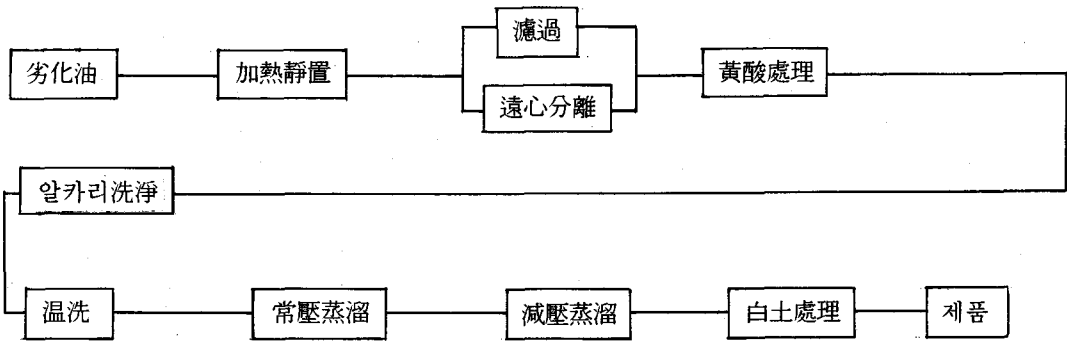 劣化油
加熱靜置
濾過
遠心分離
黃酸處理
알카리洗淨
温洗
常壓蒸溜
減壓蒸溜
白土處理
제품